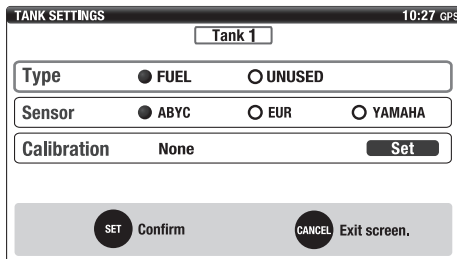 TANK SETTINGS 10:27 GPS
Tank 1
Type FUEL UNUSED
Sensor ABYC EUR YAMAHA
Calibration None Set
SET Confirm CANCEL Exit screen.